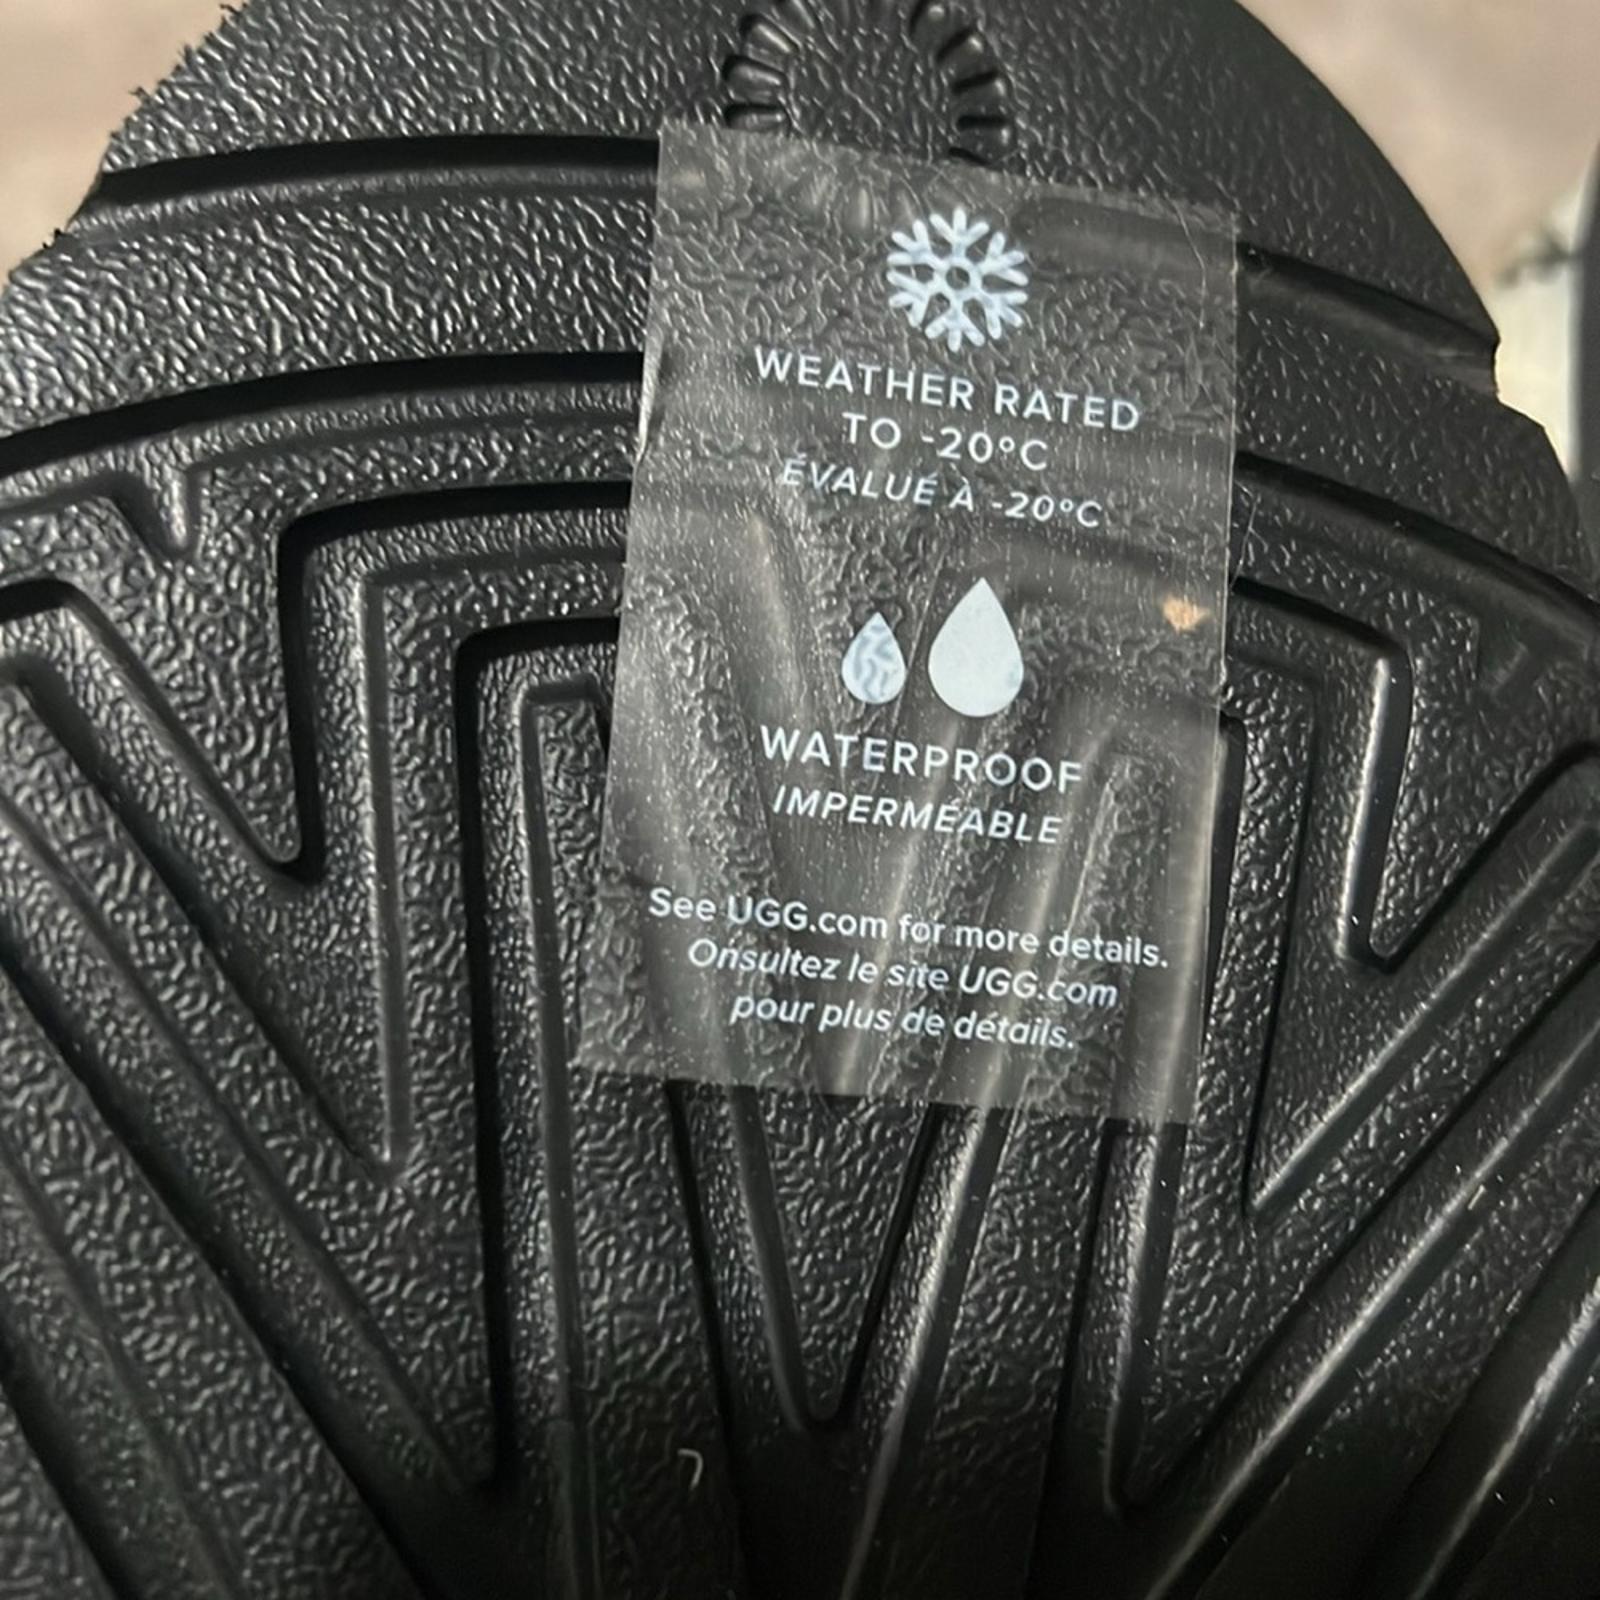 WEATHER RATED
TO -20°C
ÉVALUÉ À -20°C
WATERPROOF
IMPERMÉABLE
See UGG.com for more details.
Onsultez le site UGG.com
pour plus de détails.